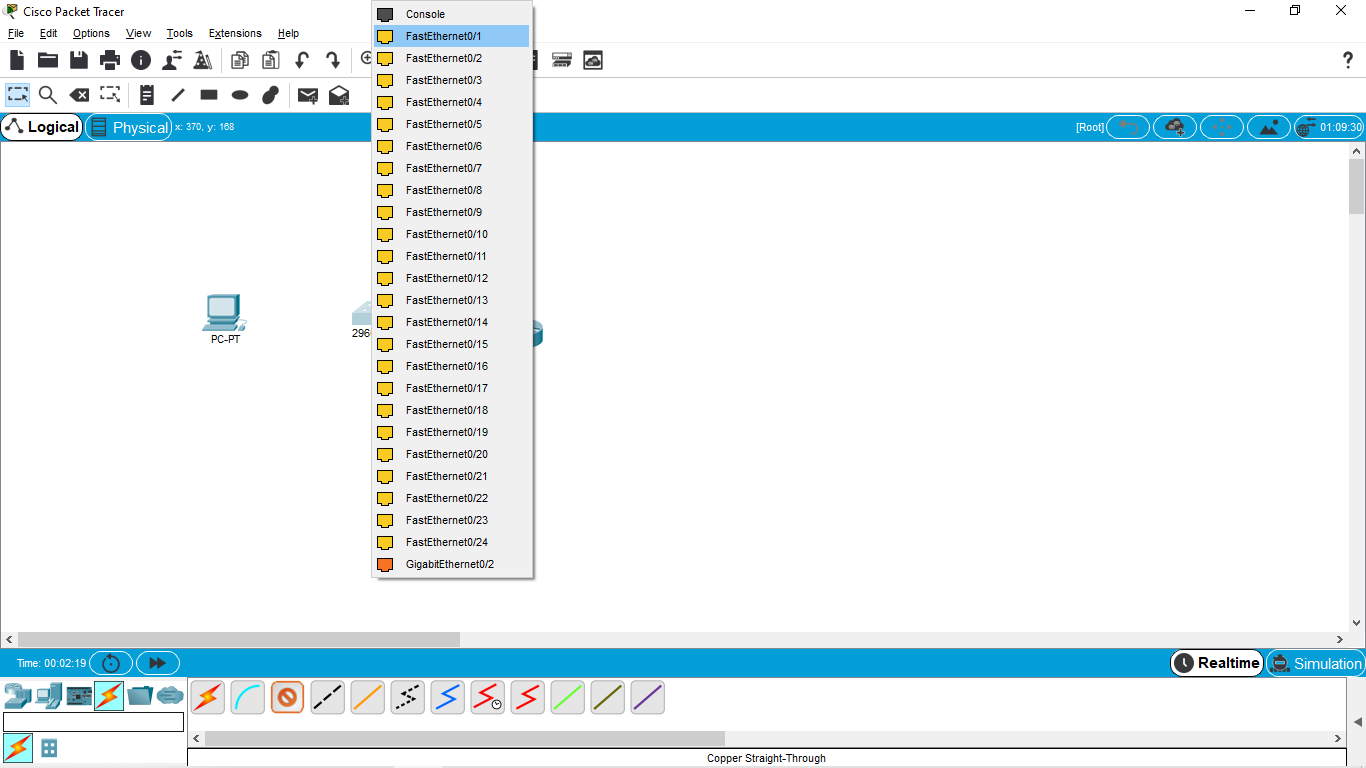 Cisco Packet Tracer
File Edit Options View Tools Extensions Help
?
Logical Physical x: 370, y: 168
[Root] 01:09:30
Console
FastEthernet0/1
FastEthernet0/2
FastEthernet0/3
FastEthernet0/4
FastEthernet0/5
FastEthernet0/6
FastEthernet0/7
FastEthernet0/8
FastEthernet0/9
FastEthernet0/10
FastEthernet0/11
FastEthernet0/12
FastEthernet0/13
FastEthernet0/14
FastEthernet0/15
FastEthernet0/16
FastEthernet0/17
FastEthernet0/18
FastEthernet0/19
FastEthernet0/20
FastEthernet0/21
FastEthernet0/22
FastEthernet0/23
FastEthernet0/24
GigabitEthernet0/2
PC-PT
Time: 00:02:19
Realtime Simulation
Copper Straight-Through